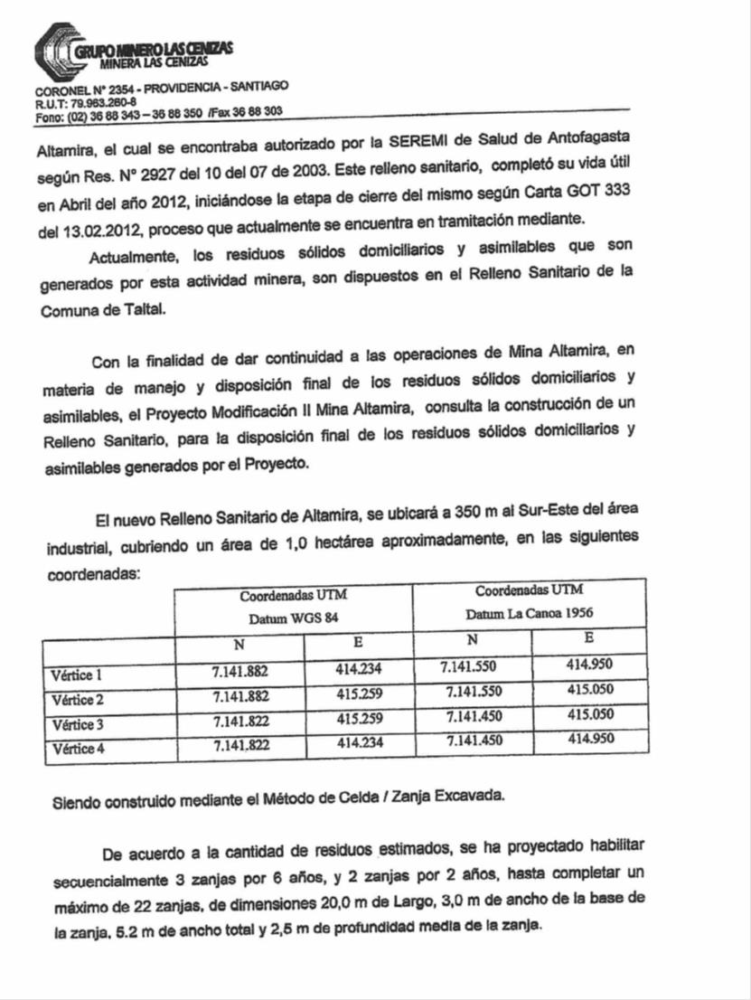 GRUPO MINERO LAS CENIZAS
MINERA LAS CENIZAS
CORONEL N° 2354 - PROVIDENCIA - SANTIAGO
R.U.T: 79.963.260-8
Fono: (02) 36 88 343 – 36 88 350 /Fax 36 88 303
Altamira, el cual se encontraba autorizado por la SEREMI de Salud de Antofagasta
según Res. N° 2927 del 10 del 07 de 2003. Este relleno sanitario, completó su vida útil
en Abril del año 2012, iniciándose la etapa de cierre del mismo según Carta GOT 333
del 13.02.2012, proceso que actualmente se encuentra en tramitación mediante.
Actualmente, los residuos sólidos domiciliarios y asimilables que son
generados por esta actividad minera, son dispuestos en el Relleno Sanitario de la
Comuna de Taltal.
Con la finalidad de dar continuidad a las operaciones de Mina Altamira, en
materia de manejo y disposición final de los residuos sólidos domiciliarios y
asimilables, el Proyecto Modificación II Mina Altamira, consulta la construcción de un
Relleno Sanitario, para la disposición final de los residuos sólidos domiciliarios y
asimilables generados por el Proyecto.
El nuevo Relleno Sanitario de Altamira, se ubicará a 350 m al Sur-Este del área
industrial, cubriendo un área de 1,0 hectárea aproximadamente, en las siguientes
coordenadas:
Coordenadas UTM Coordenadas UTM
Datum WGS 84 Datum La Canoa 1956
N E N E
Vértice 1 7.141.882 414.234 7.141.550 414.950
Vértice 2 7.141.882 415.259 7.141.550 415.050
Vértice 3 7.141.822 415.259 7.141.450 415.050
Vértice 4 7.141.822 414.234 7.141.450 414.950
Siendo construido mediante el Método de Celda / Zanja Excavada.
De acuerdo a la cantidad de residuos estimados, se ha proyectado habilitar
secuencialmente 3 zanjas por 6 años, y 2 zanjas por 2 años, hasta completar un
máximo de 22 zanjas, de dimensiones 20,0 m de Largo, 3,0 m de ancho de la base de
la zanja, 5.2 m de ancho total y 2,5 m de profundidad media de la zanja.